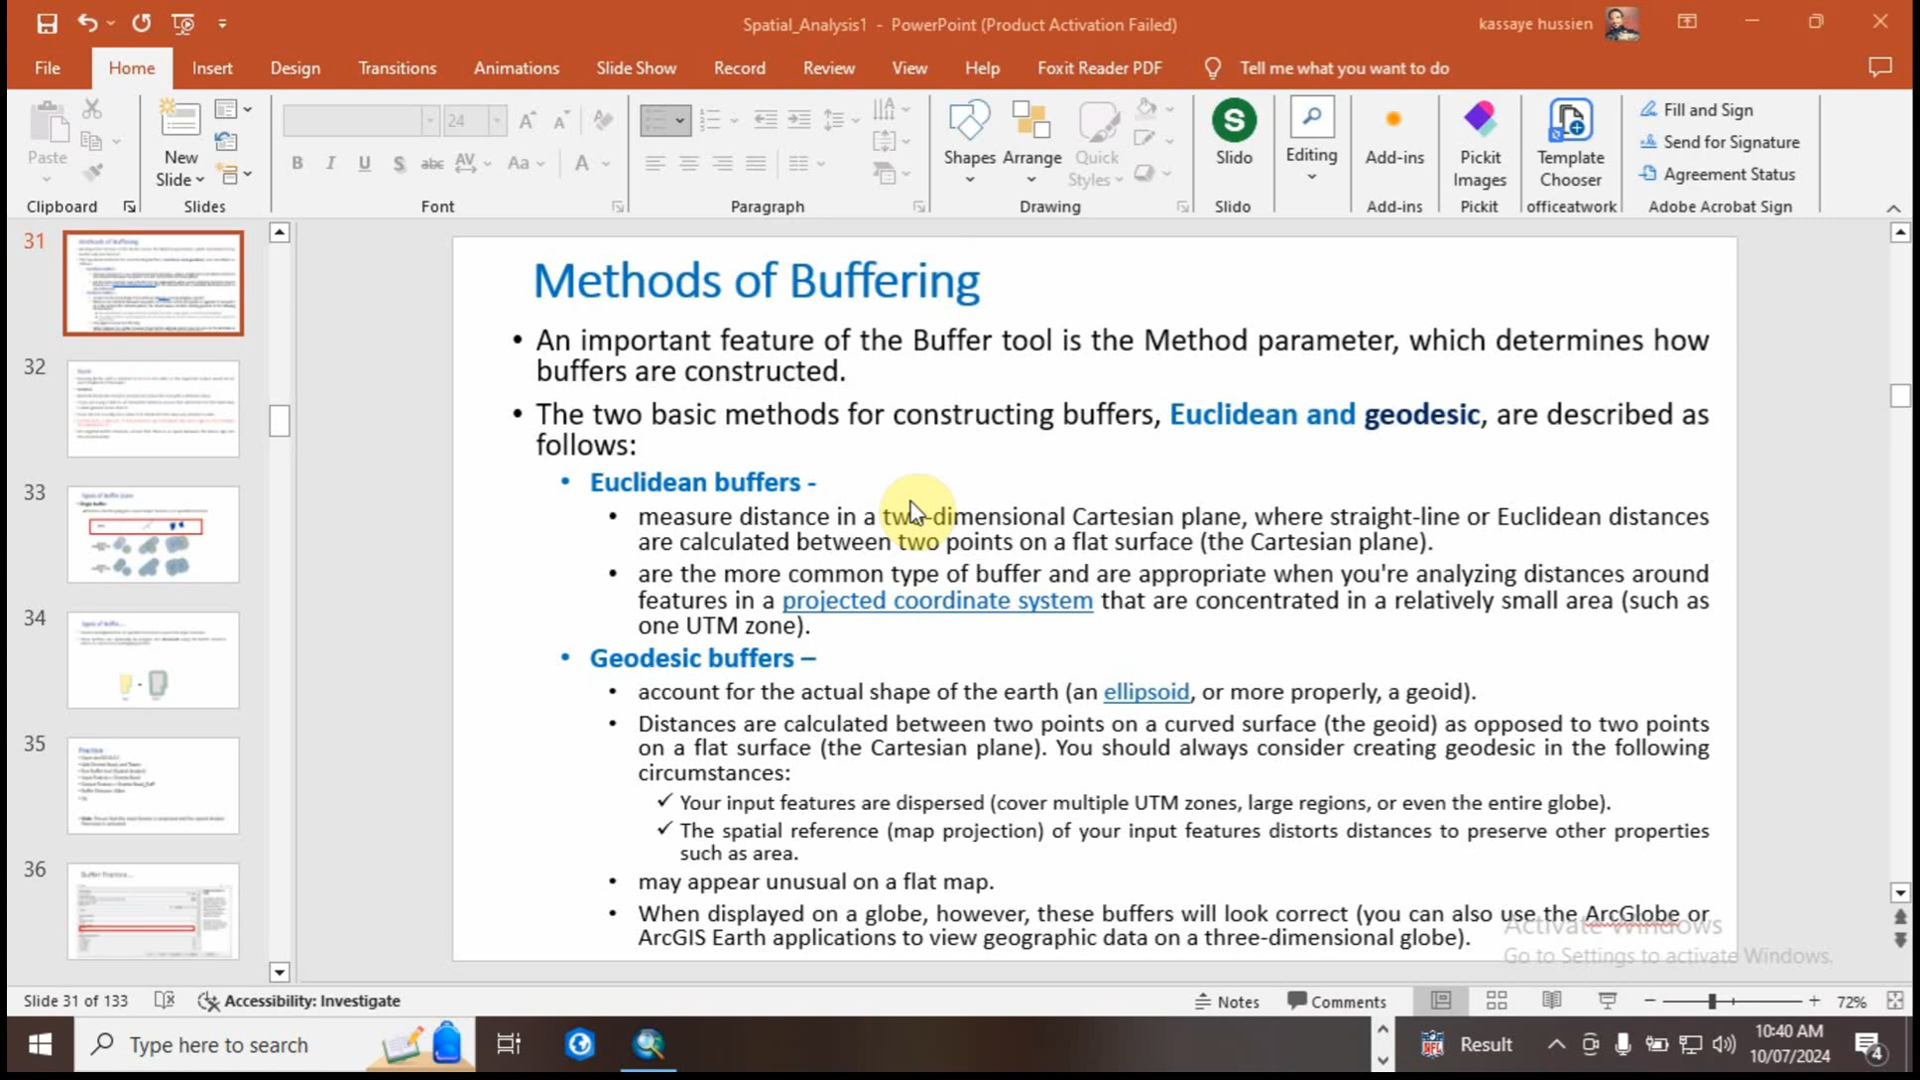 Spatial_Analysis1 - PowerPoint (Product Activation Failed)
kassaye hussien
File Home Insert Design Transitions Animations Slide Show Record Review View Help Foxit Reader PDF Tell me what you want to do
Paste
New Slide
24
B I U S abc AV Aa A
Shapes Arrange Quick Styles
Slido
Editing
Add-ins
Pickit Images
Template Chooser
Fill and Sign
Send for Signature
Agreement Status
Clipboard Slides Font Paragraph Drawing Slido Add-ins Pickit officeatwork Adobe Acrobat Sign
31
32
33
34
35
36
Methods of Buffering
• An important feature of the Buffer tool is the Method parameter, which determines how
buffers are constructed.
• The two basic methods for constructing buffers, Euclidean and geodesic, are described as
follows:
• Euclidean buffers -
• measure distance in a two-dimensional Cartesian plane, where straight-line or Euclidean distances
are calculated between two points on a flat surface (the Cartesian plane).
• are the more common type of buffer and are appropriate when you're analyzing distances around
features in a projected coordinate system that are concentrated in a relatively small area (such as
one UTM zone).
• Geodesic buffers –
• account for the actual shape of the earth (an ellipsoid, or more properly, a geoid).
• Distances are calculated between two points on a curved surface (the geoid) as opposed to two points
on a flat surface (the Cartesian plane). You should always consider creating geodesic in the following
circumstances:
✓ Your input features are dispersed (cover multiple UTM zones, large regions, or even the entire globe).
✓ The spatial reference (map projection) of your input features distorts distances to preserve other properties
such as area.
• may appear unusual on a flat map.
• When displayed on a globe, however, these buffers will look correct (you can also use the ArcGlobe or
ArcGIS Earth applications to view geographic data on a three-dimensional globe).
Activate Windows
Go to Settings to activate Windows.
Slide 31 of 133 Accessibility: Investigate Notes Comments 72%
Type here to search
Result
10:40 AM
10/07/2024
4